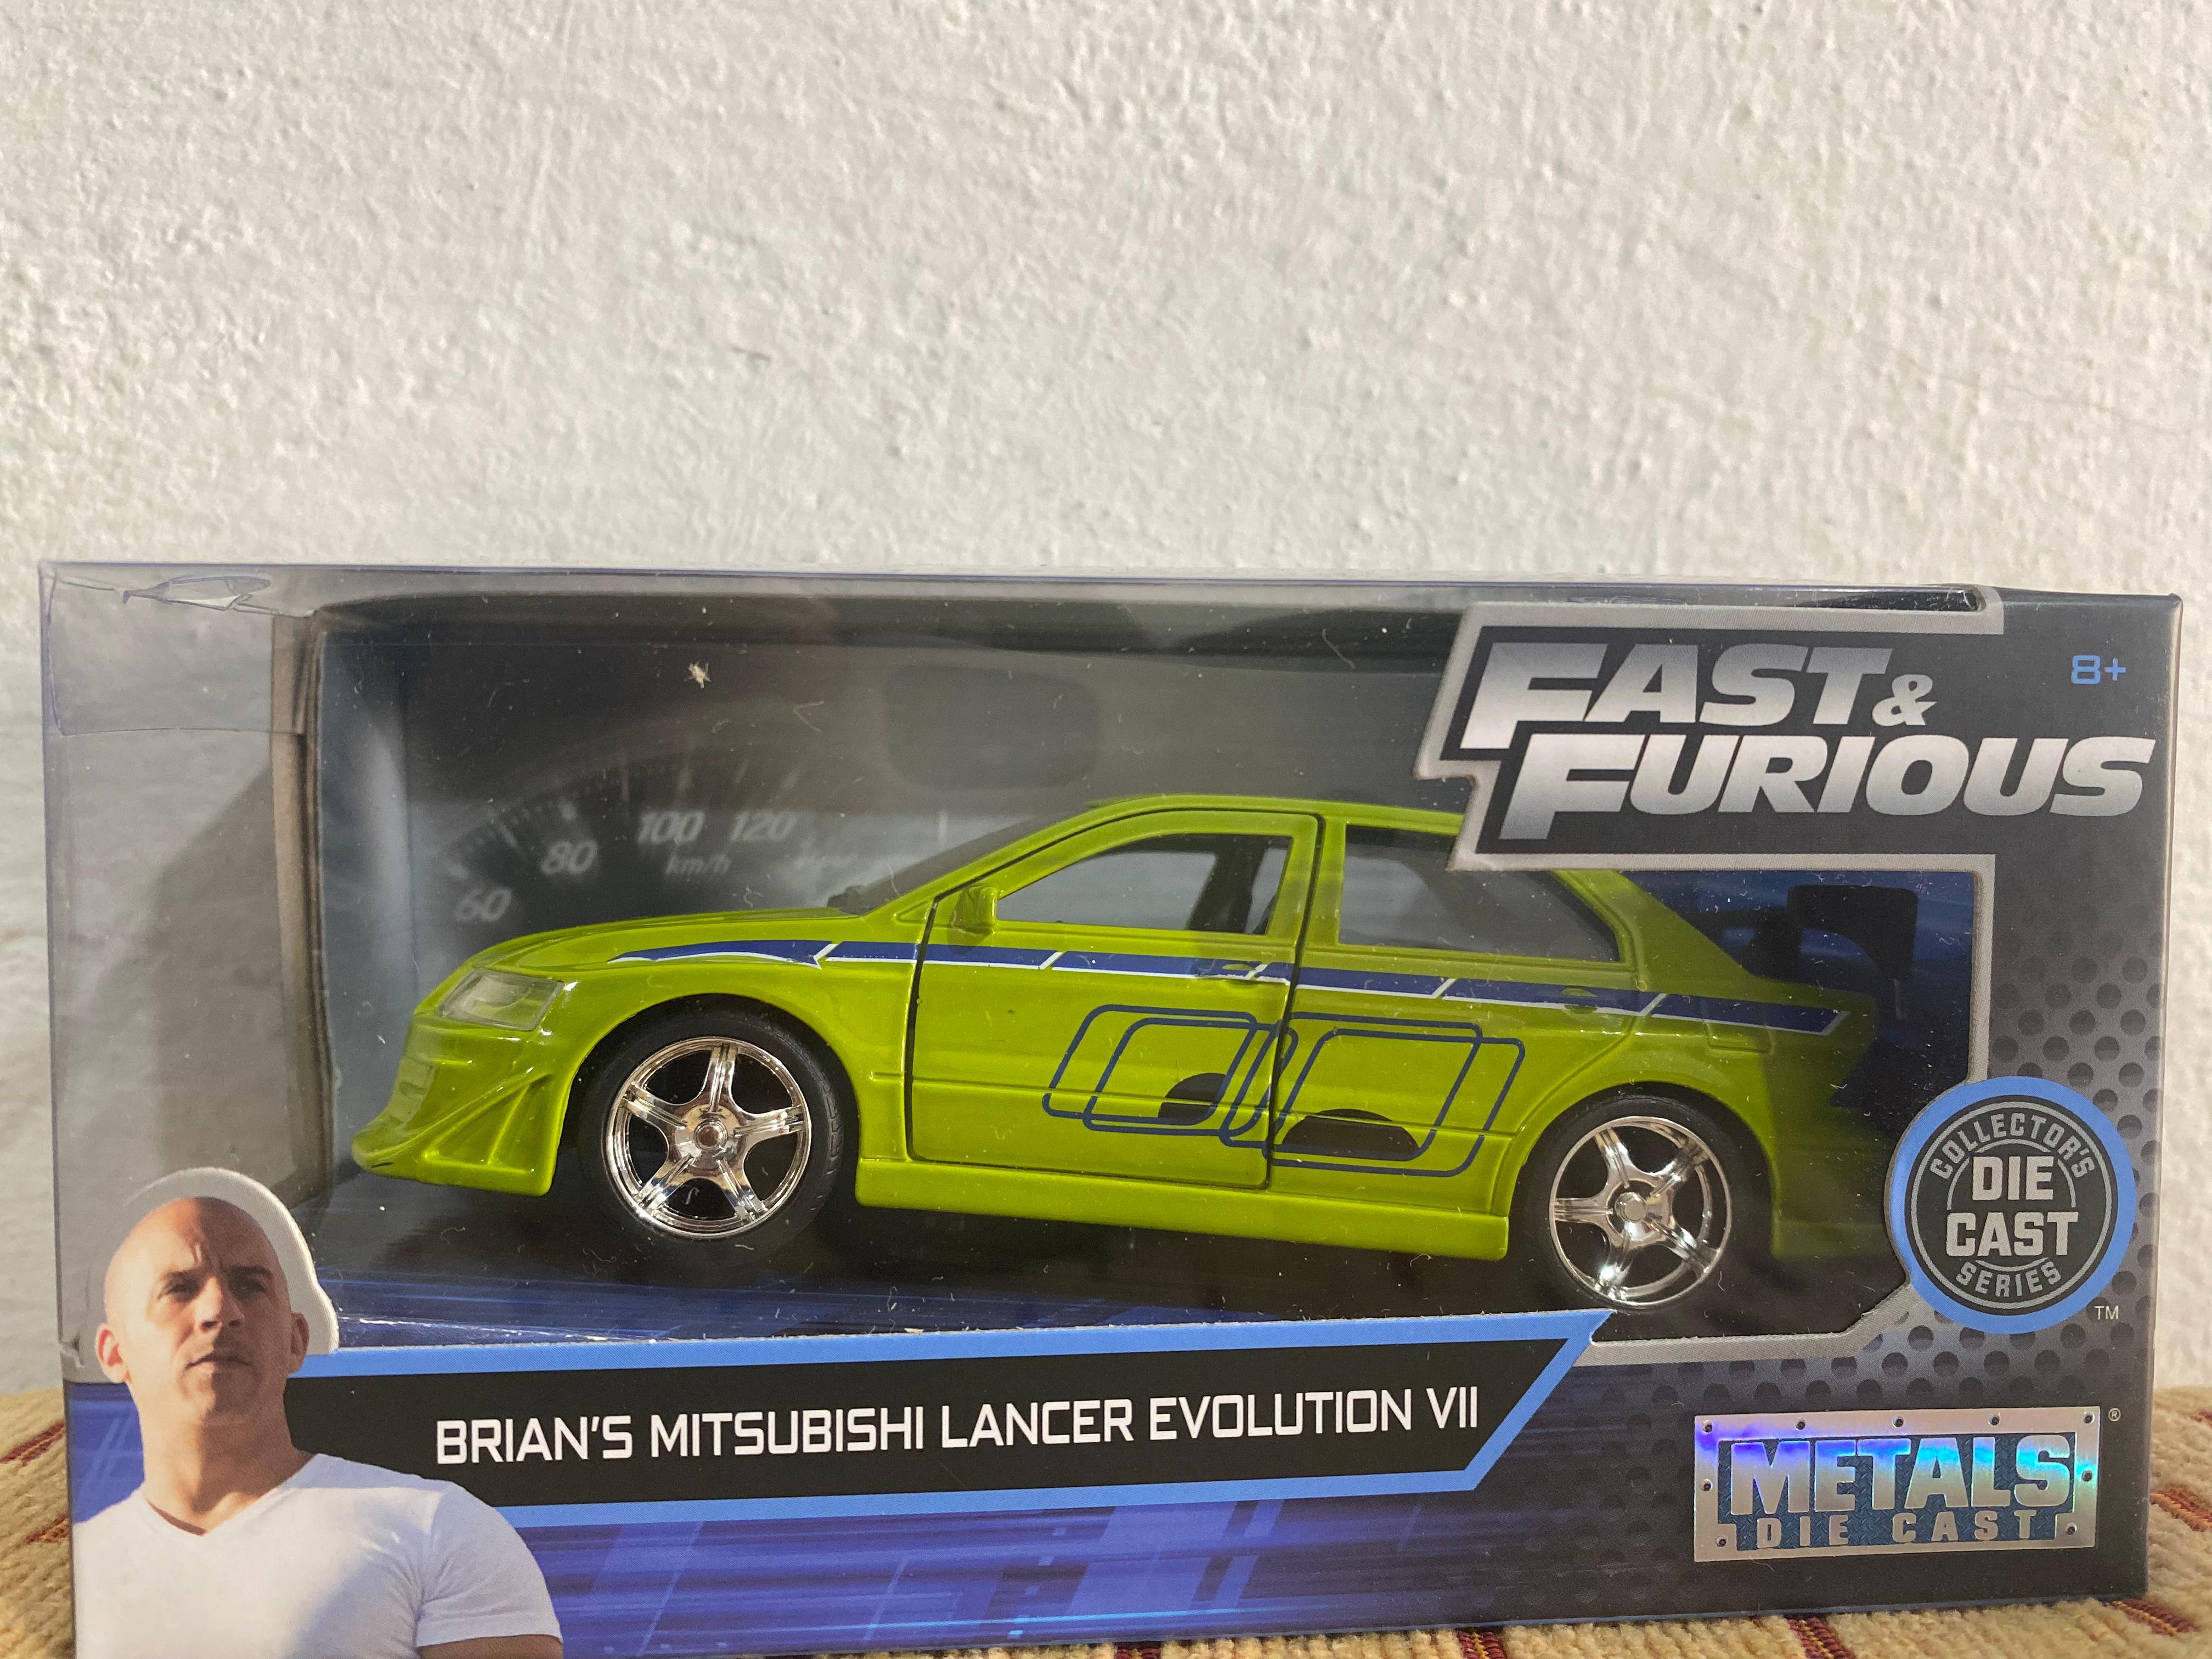 FAST &
FURIOUS
8+
60
80
100
120
km/h
COLLECTOR'S
DIE
CAST
SERIES
TM
BRIAN'S MITSUBISHI LANCER EVOLUTION VII
METALS ®
DIE CAST